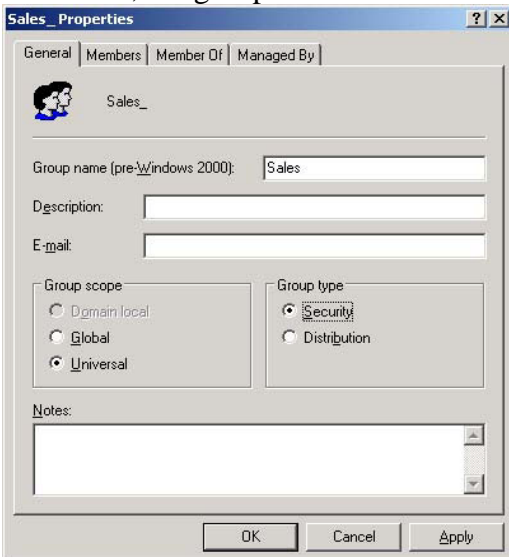 Sales_ Properties
General Members Member Of Managed By
Sales_
Group name (pre-Windows 2000): Sales
Description:
E-mail:
Group scope
Domain local
Global
Universal
Group type
Security
Distribution
Notes:
OK Cancel Apply